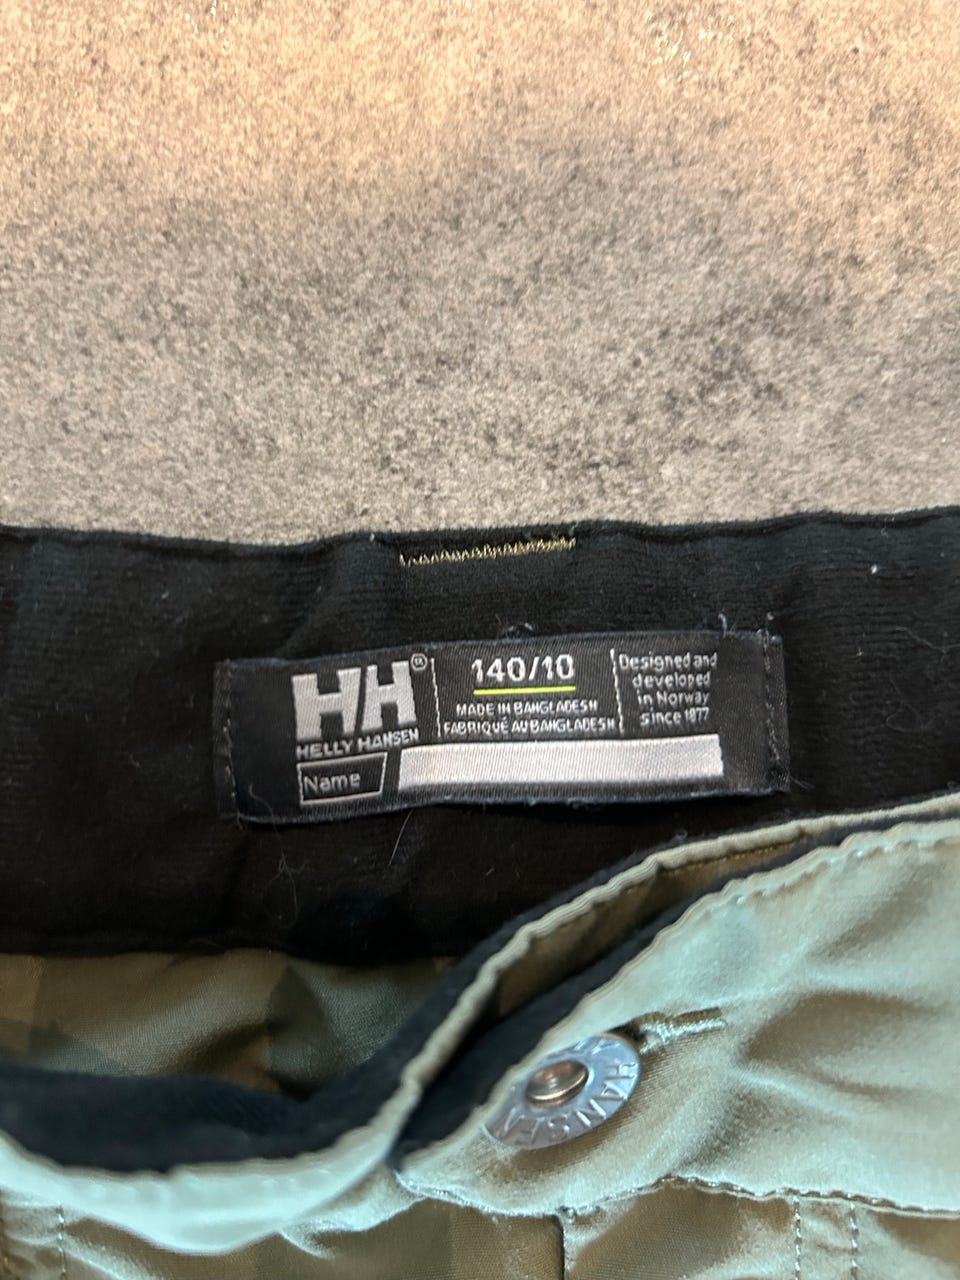 HH®
HELLY HANSEN
Name
140/10
MADE IN BANGLADESH
FABRIQUÉ AU BANGLADESH
Designed and
developed
in Norway
since 1877
HANSEN